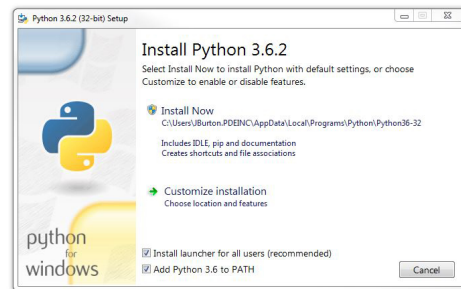 Python 3.6.2 (32-bit) Setup
Install Python 3.6.2
Select Install Now to install Python with default settings, or choose
Customize to enable or disable features.
Install Now
C:\Users\JBurton.PDEINC\AppData\Local\Programs\Python\Python36-32
Includes IDLE, pip and documentation
Creates shortcuts and file associations
Customize installation
Choose location and features
python
for
windows
Install launcher for all users (recommended)
Add Python 3.6 to PATH
Cancel